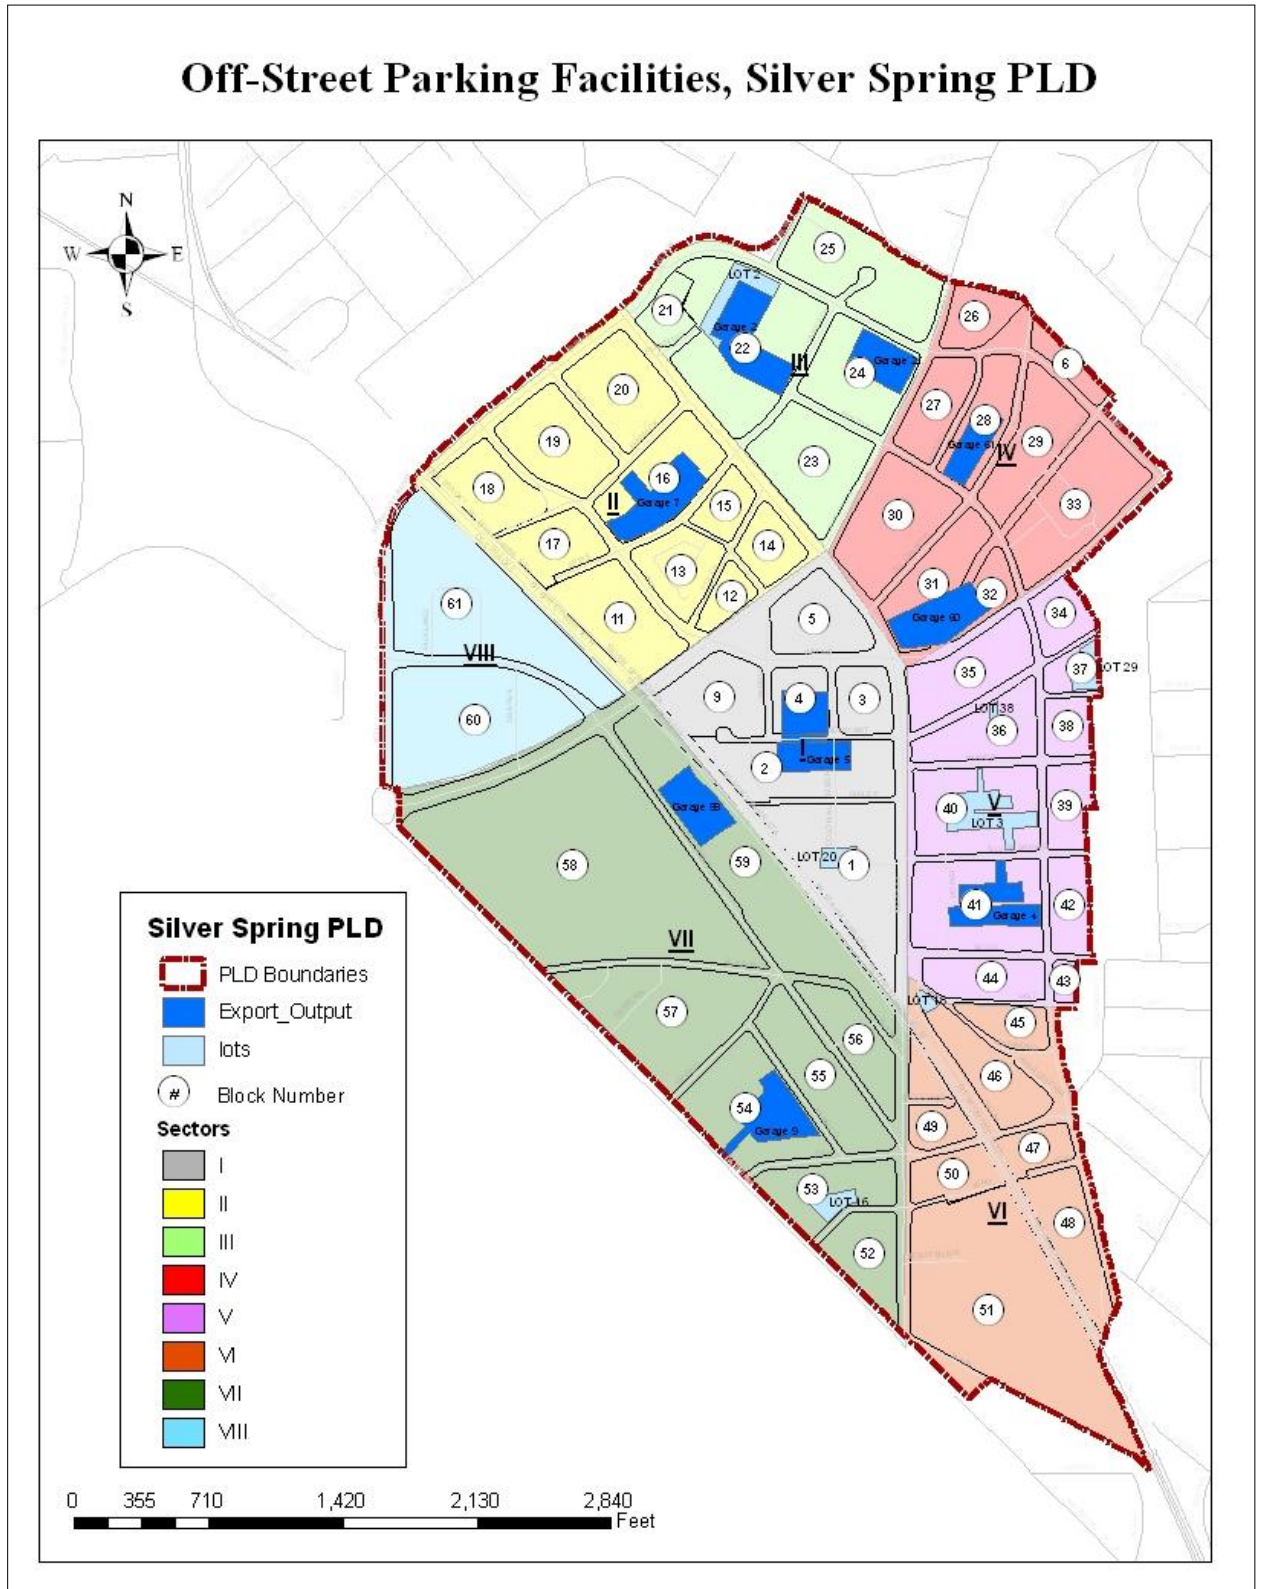 Off-Street Parking Facilities, Silver Spring PLD
N
W E
S
25
LOT 2
21
26
Garage 2
22
III
24
6
20
27
28
19
Garage 61
29
IV
23
16
18
II
Garage 7
15
30
33
17
14
13
31
32
61
12
34
11
5
Garage 60
VIII
35
37
LOT 29
9
4
3
LOT 38
60
36
38
I
Garage 5
2
V
40
39
LOT 3
58
59
LOT 20
1
41
Garage 4
42
VII
44
43
57
45
56
55
46
54
Garage 9
49
47
50
53
LOT 16
VI
48
52
51
Silver Spring PLD
PLD Boundaries
Export_Output
lots
# Block Number
Sectors
I
II
III
IV
V
VI
VII
VIII
0 355 710 1,420 2,130 2,840
Feet